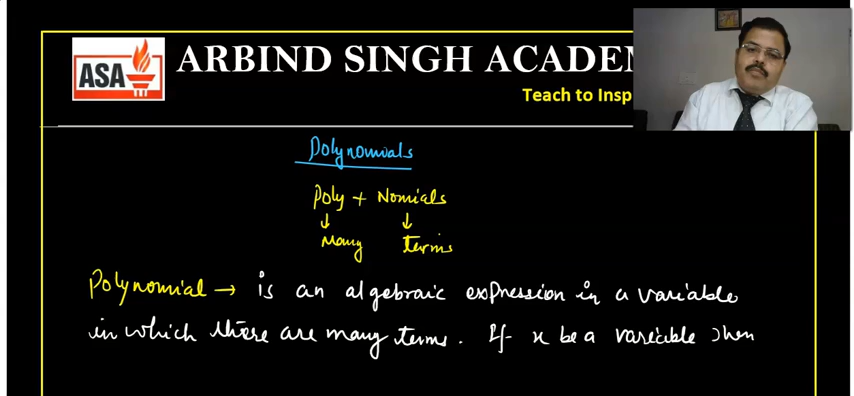 ASA
ARBIND SINGH ACADEM
Teach to Insp
Polynomials
Poly + Nomials
↓ ↓
Many terms
Polynomial → is an algebraic expression in a variable
in which there are many terms. If x be a variable then